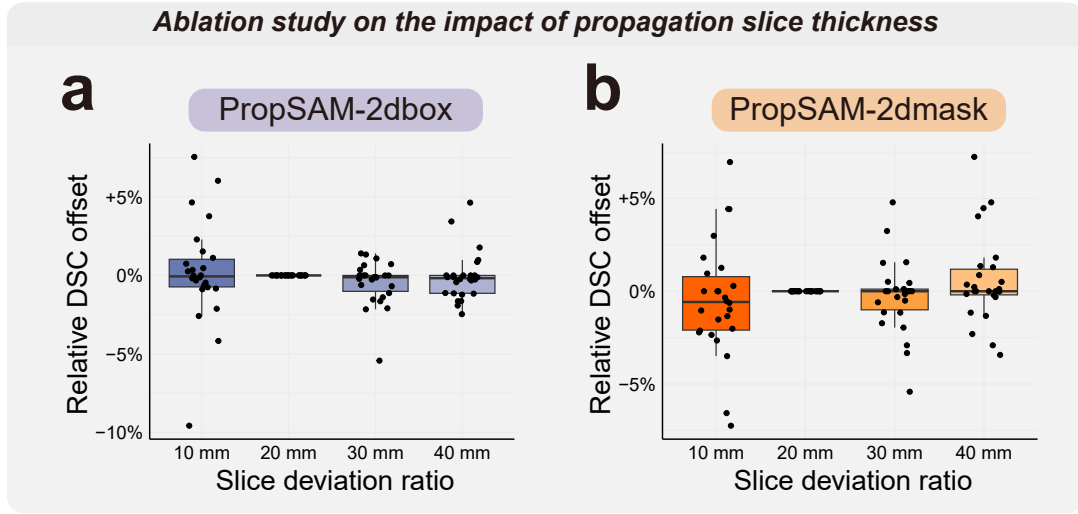 Ablation study on the impact of propagation slice thickness
a
PropSAM-2dbox
Relative DSC offset
+5%
0%
−5%
−10%
10 mm 20 mm 30 mm 40 mm
Slice deviation ratio
b
PropSAM-2dmask
Relative DSC offset
+5%
0%
−5%
10 mm 20 mm 30 mm 40 mm
Slice deviation ratio